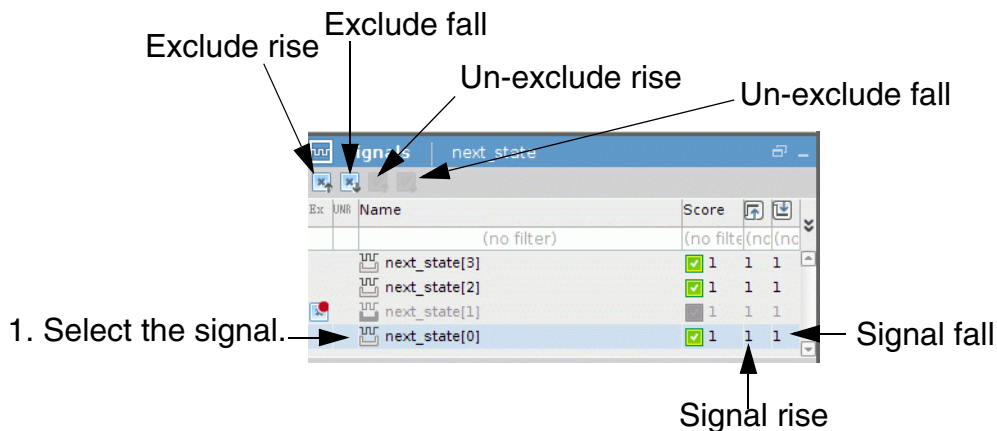 Exclude fall
Exclude rise
Un-exclude rise
Un-exclude fall
Signals next_state
Ex UNR Name Score
(no filter) (no filte (no (no
next_state[3] 1 1 1
next_state[2] 1 1 1
next_state[1] 1 1 1
next_state[0] 1 1 1
1. Select the signal.
Signal fall
Signal rise